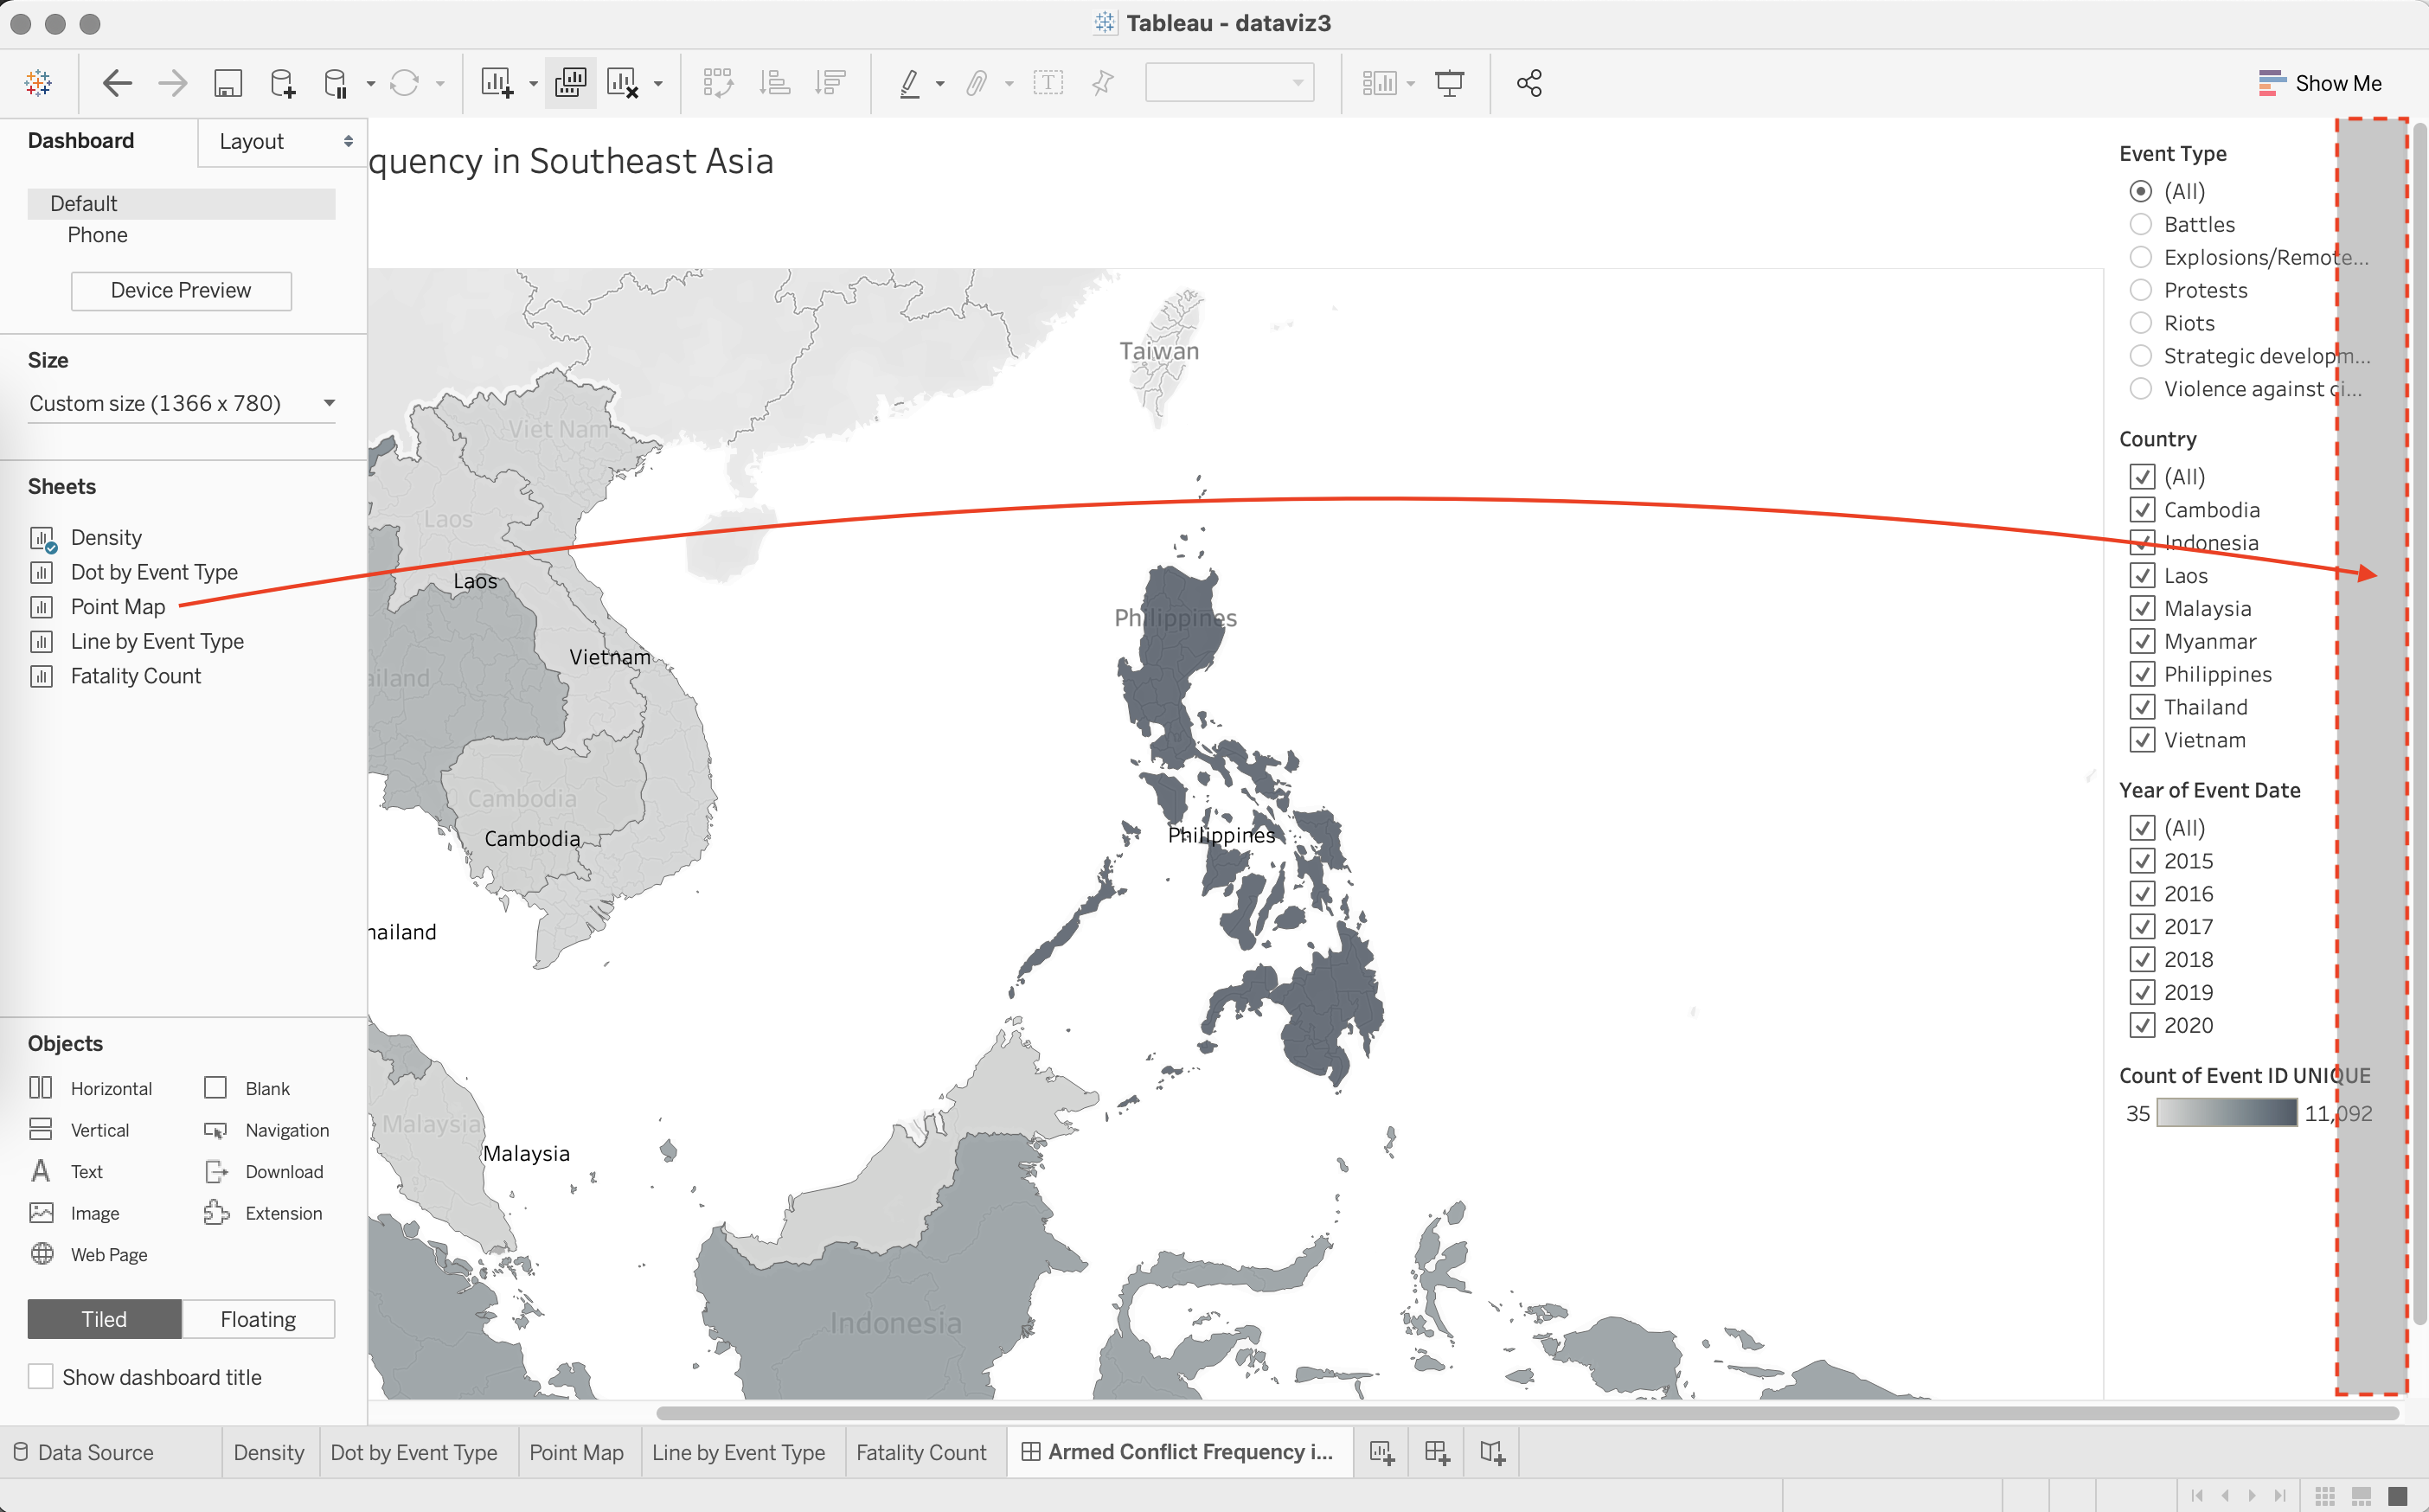 Tableau - dataviz3
Show Me
Dashboard
Layout
Default
Phone
Device Preview
Size
Custom size (1366 x 780)
Sheets
Density
Dot by Event Type
Point Map
Line by Event Type
Fatality Count
Objects
Horizontal
Blank
Vertical
Navigation
Text
Download
Image
Extension
Web Page
Tiled
Floating
Show dashboard title
quency in Southeast Asia
Taiwan
Viet Nam
Laos
Laos
Vietnam
ailand
Philippines
Cambodia
Cambodia
Philippines
hailand
Malaysia
Malaysia
Indonesia
Event Type
(All)
Battles
Explosions/Remote...
Protests
Riots
Strategic developm...
Violence against ci...
Country
(All)
Cambodia
Indonesia
Laos
Malaysia
Myanmar
Philippines
Thailand
Vietnam
Year of Event Date
(All)
2015
2016
2017
2018
2019
2020
Count of Event ID UNIQUE
35 11,092
Data Source
Density
Dot by Event Type
Point Map
Line by Event Type
Fatality Count
Armed Conflict Frequency i...